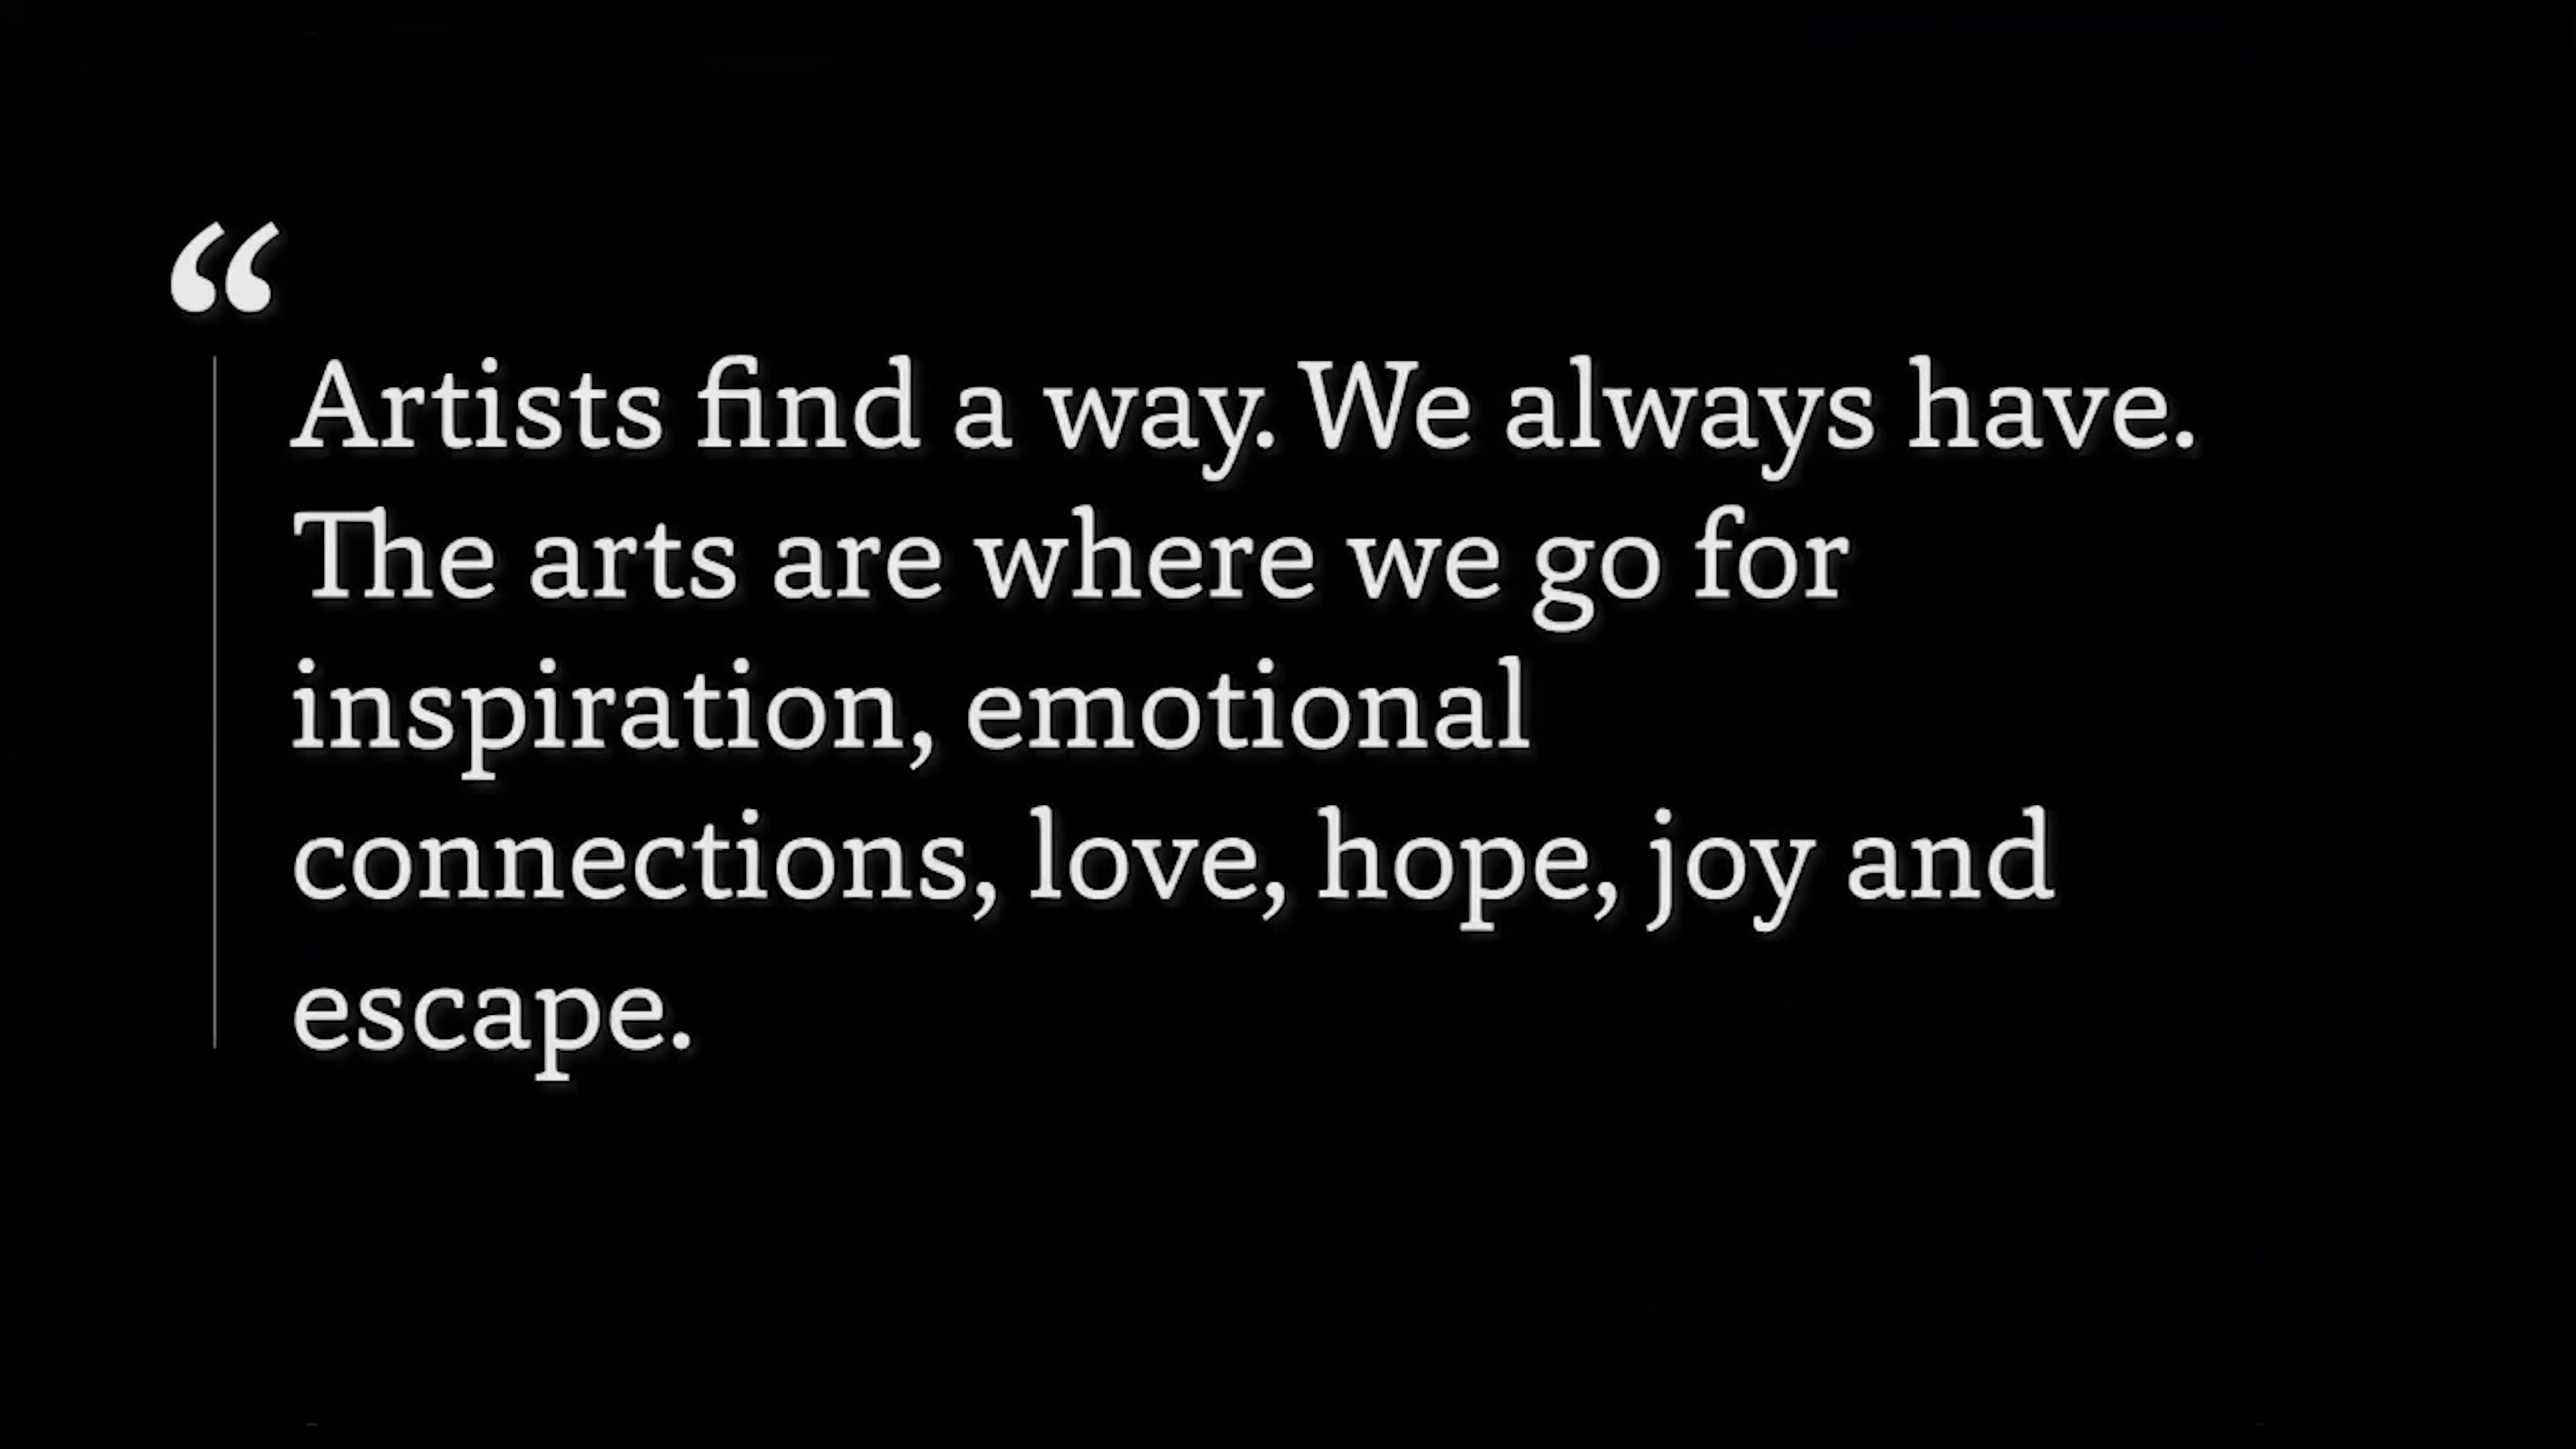 “
Artists find a way. We always have.
The arts are where we go for
inspiration, emotional
connections, love, hope, joy and
escape.